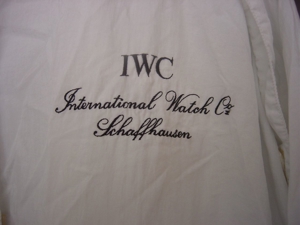 IWC
International Watch Co
Schaffhausen